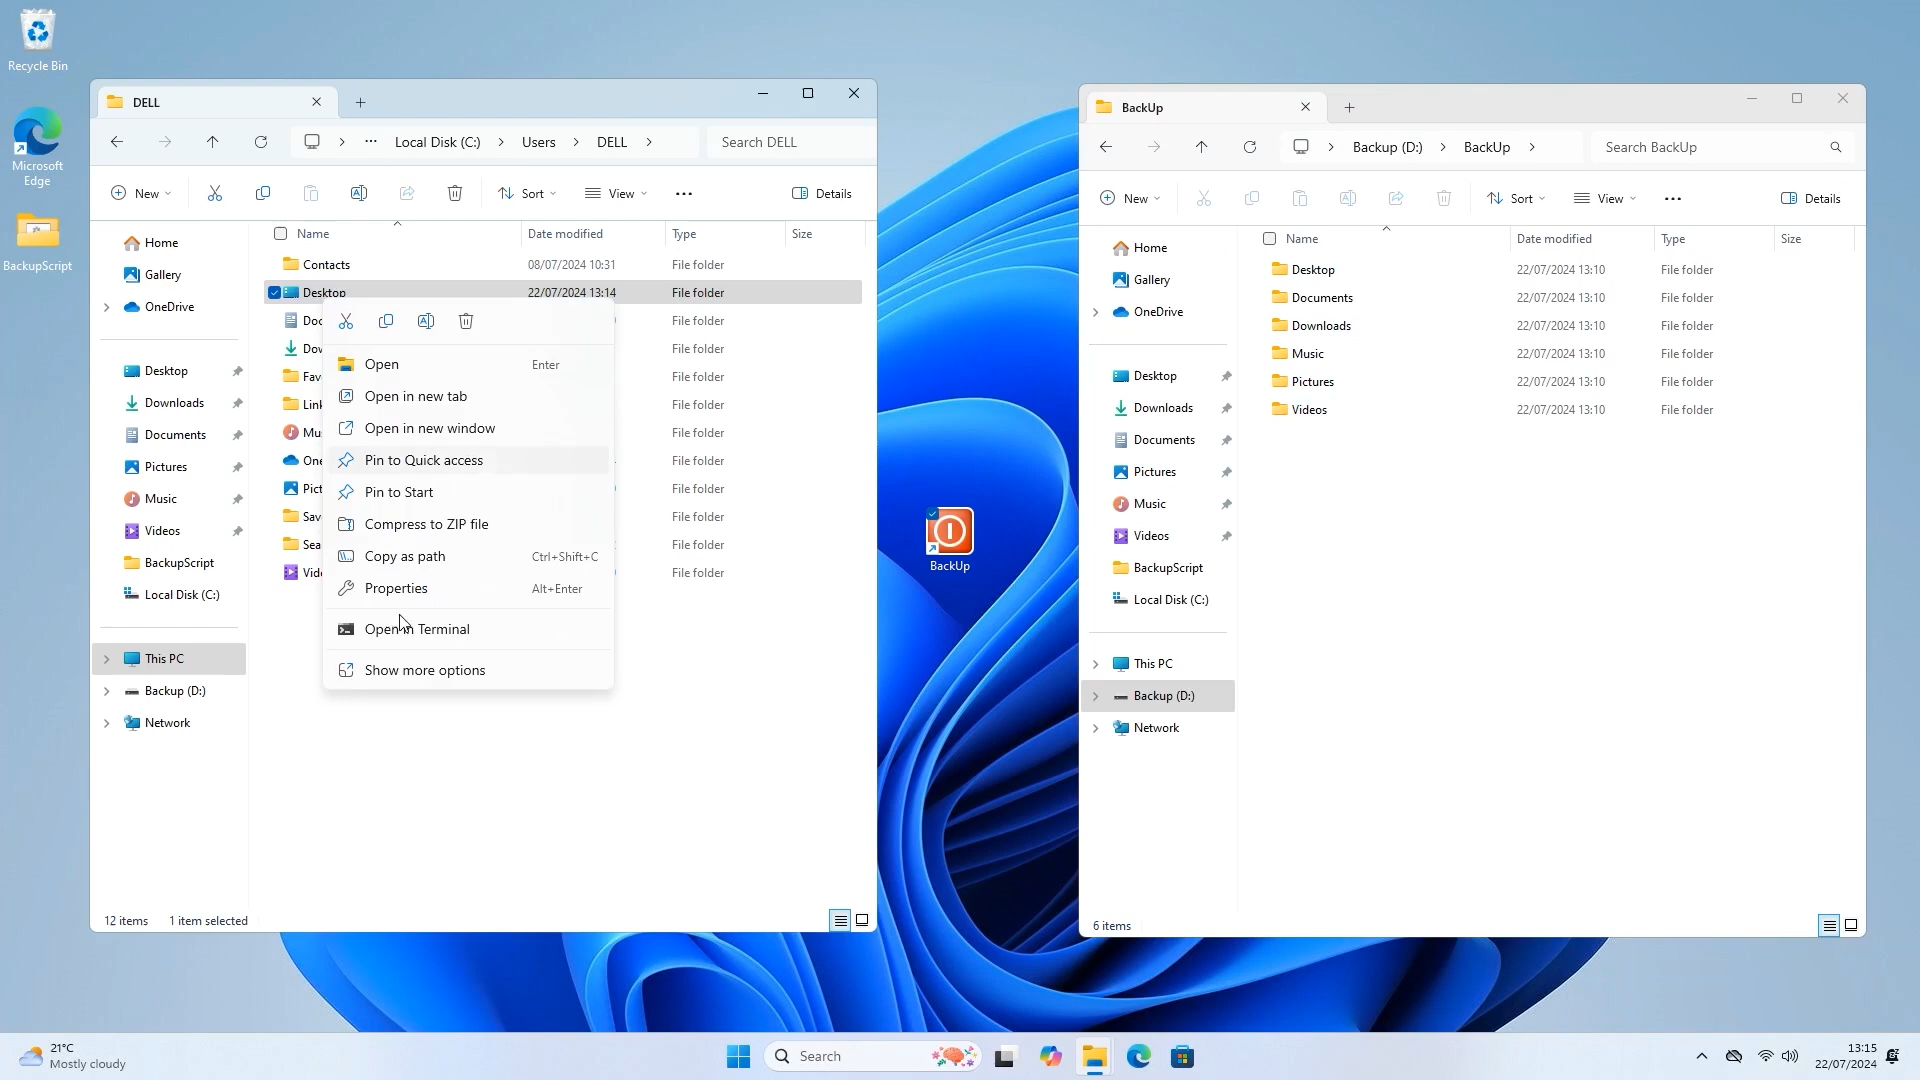 Recycle Bin
Microsoft
Edge
BackupScript
DELL
Local Disk (C:)
Users
DELL
Search DELL
New
Sort
View
Details
Home
Gallery
OneDrive
Desktop
Downloads
Documents
Pictures
Music
Videos
BackupScript
Local Disk (C:)
This PC
Backup (D:)
Network
Name Date modified Type Size
Contacts 08/07/2024 10:31 File folder
Desktop 22/07/2024 13:14 File folder
Doc File folder
Dow File folder
Fav File folder
Link File folder
Mu File folder
One File folder
Pict File folder
Sav File folder
Sea File folder
Vide File folder
Open Enter
Open in new tab
Open in new window
Pin to Quick access
Pin to Start
Compress to ZIP file
Copy as path Ctrl+Shift+C
Properties Alt+Enter
Open in Terminal
Show more options
12 items 1 item selected
BackUp
BackUp
Backup (D:)
BackUp
Search BackUp
New
Sort
View
Details
Home
Gallery
OneDrive
Desktop
Downloads
Documents
Pictures
Music
Videos
BackupScript
Local Disk (C:)
This PC
Backup (D:)
Network
Name Date modified Type Size
Desktop 22/07/2024 13:10 File folder
Documents 22/07/2024 13:10 File folder
Downloads 22/07/2024 13:10 File folder
Music 22/07/2024 13:10 File folder
Pictures 22/07/2024 13:10 File folder
Videos 22/07/2024 13:10 File folder
6 items
21°C
Mostly cloudy
Search
13:15
22/07/2024